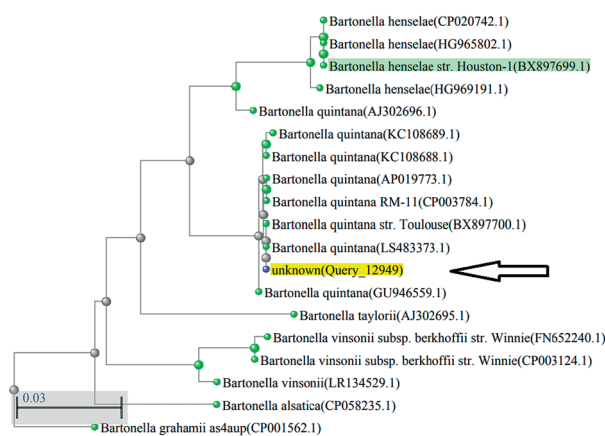 Bartonella henselae(CP020742.1)
Bartonella henselae(HG965802.1)
Bartonella henselae str. Houston-1(BX897699.1)
Bartonella henselae(HG969191.1)
Bartonella quintana(AJ302696.1)
Bartonella quintana(KC108689.1)
Bartonella quintana(KC108688.1)
Bartonella quintana(AP019773.1)
Bartonella quintana RM-11(CP003784.1)
Bartonella quintana str. Toulouse(BX897700.1)
Bartonella quintana(LS483373.1)
unknown(Query_12949)
Bartonella quintana(GU946559.1)
Bartonella taylorii(AJ302695.1)
Bartonella vinsonii subsp. berkhoffii str. Winnie(FN652240.1)
Bartonella vinsonii subsp. berkhoffii str. Winnie(CP003124.1)
Bartonella vinsonii(LR134529.1)
0.03
Bartonella alsatica(CP058235.1)
Bartonella grahamii as4aup(CP001562.1)